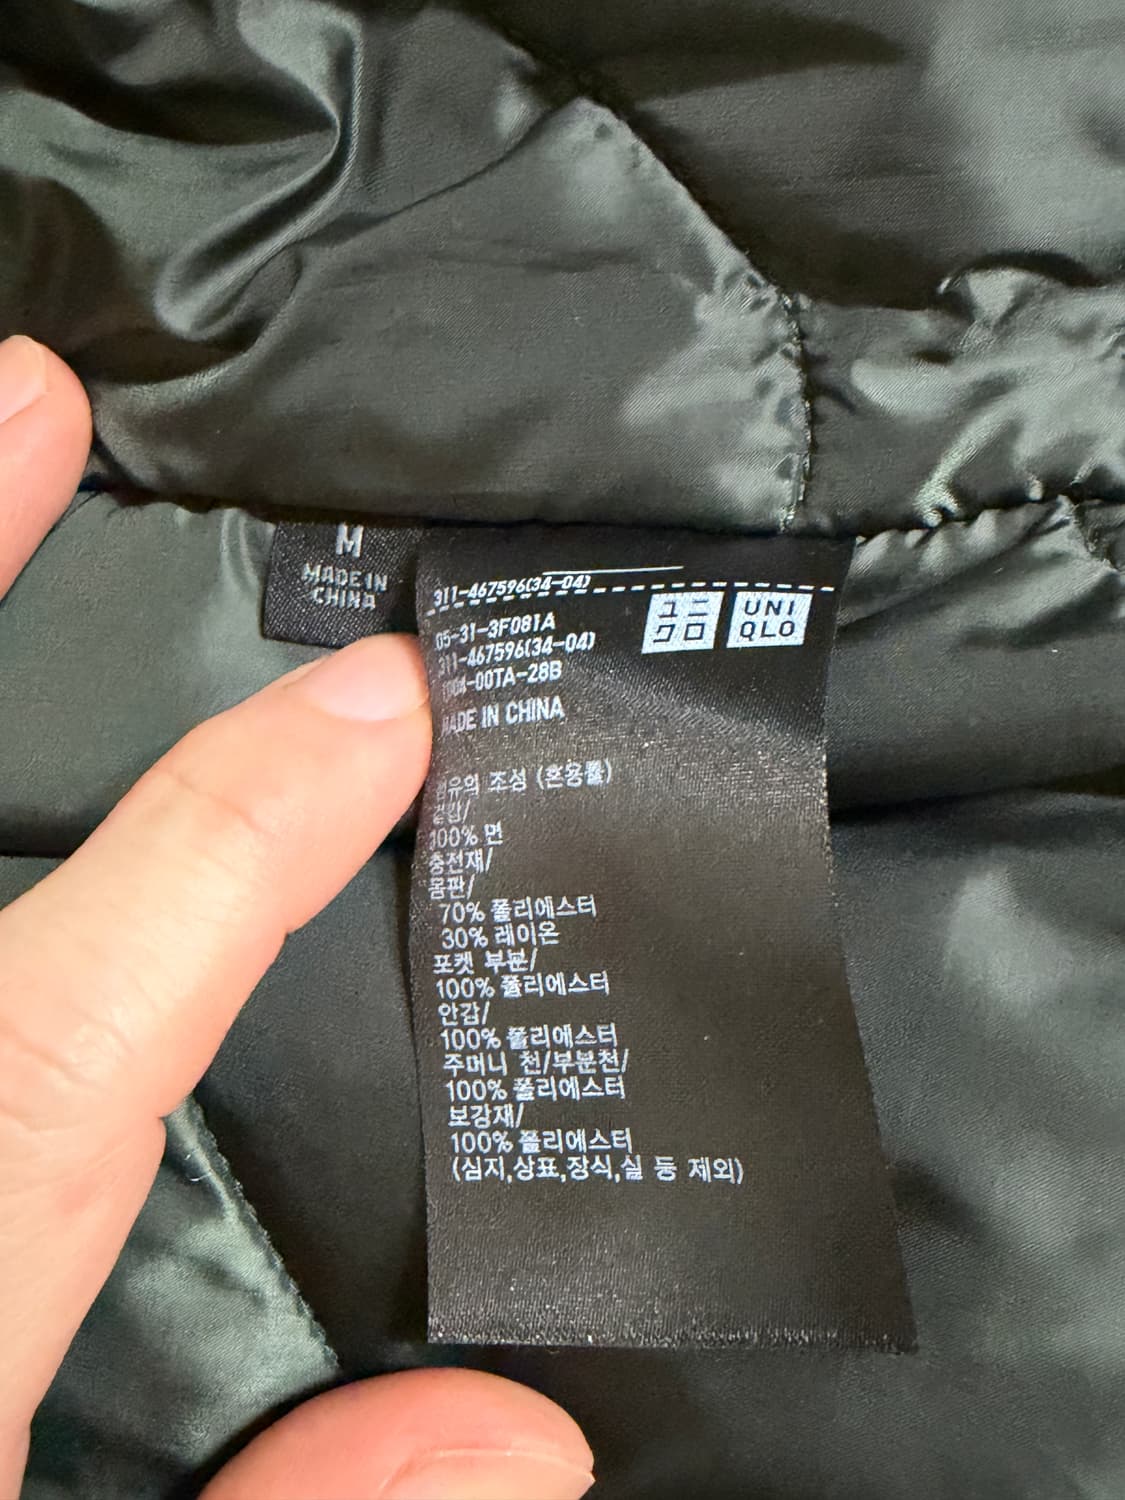 M
MADE IN
CHINA
311-467596(34-04)
ユニ
クロ
UNI
QLO
05-31-3F081A
311-467596(34-04)
-00TA-28B
MADE IN CHINA
조성 (혼용률)
겉감/
100% 면
충전재/
몸판/
70% 폴리에스터
30% 레이온
포켓 부분/
100% 폴리에스터
안감/
100% 폴리에스터
주머니 천/부분천/
100% 폴리에스터
보강재/
100% 폴리에스터
(심지,상표,장식,실 등 제외)